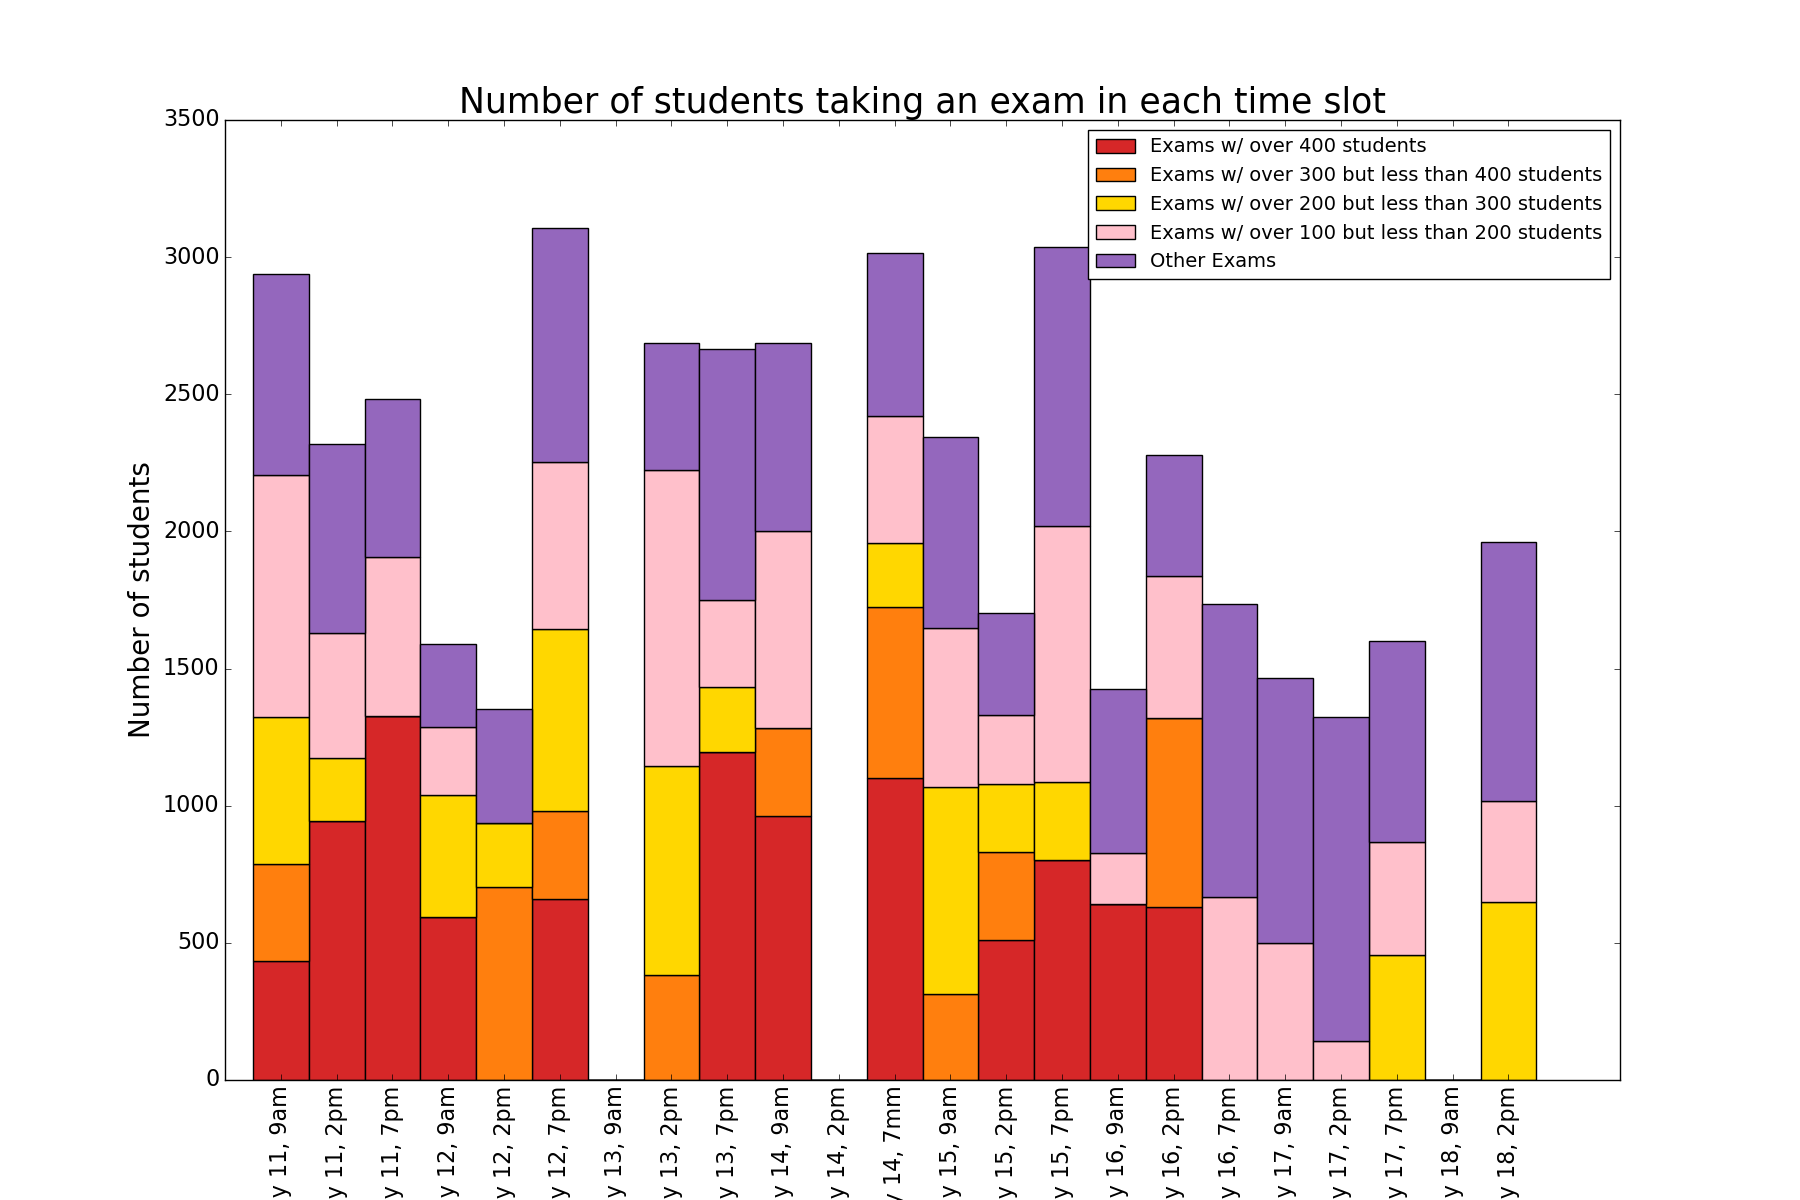 Number of students taking an exam in each time slot
Exams w/ over 400 students
Exams w/ over 300 but less than 400 students
Exams w/ over 200 but less than 300 students
Exams w/ over 100 but less than 200 students
Other Exams
Number of students
3500
3000
2500
2000
1500
1000
500
0
y 11, 9am
y 11, 2pm
y 11, 7pm
y 12, 9am
y 12, 2pm
y 12, 7pm
y 13, 9am
y 13, 2pm
y 13, 7pm
y 14, 9am
y 14, 2pm
y 14, 7mm
y 15, 9am
y 15, 2pm
y 15, 7pm
y 16, 9am
y 16, 2pm
y 16, 7pm
y 17, 9am
y 17, 2pm
y 17, 7pm
y 18, 9am
y 18, 2pm